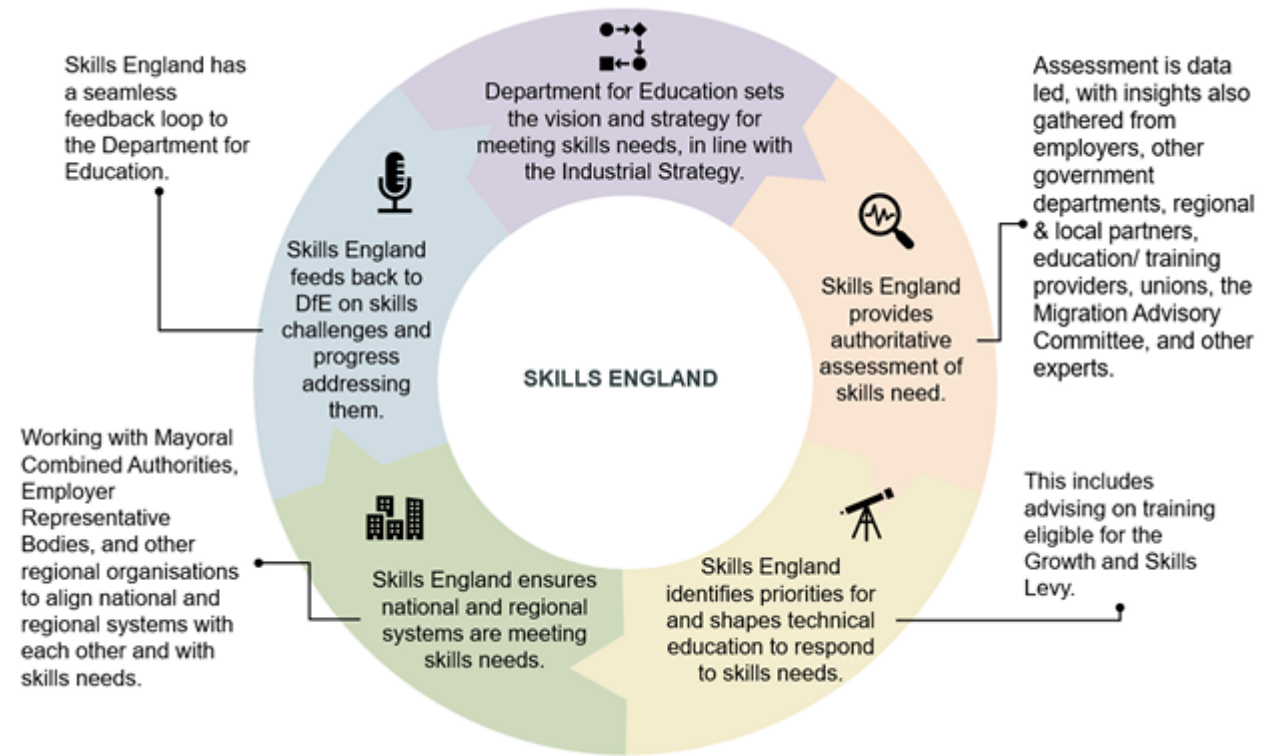 Department for Education sets
the vision and strategy for
meeting skills needs, in line with
the Industrial Strategy.
Skills England
provides
authoritative
assessment of
skills need.
Assessment is data
led, with insights also
gathered from
employers, other
government
departments, regional
& local partners,
education/ training
providers, unions, the
Migration Advisory
Committee, and other
experts.
Skills England
identifies priorities for
and shapes technical
education to respond
to skills needs.
This includes
advising on training
eligible for the
Growth and Skills
Levy.
Skills England ensures
national and regional
systems are meeting
skills needs.
Working with Mayoral
Combined Authorities,
Employer
Representative
Bodies, and other
regional organisations
to align national and
regional systems with
each other and with
skills needs.
Skills England
feeds back to
DfE on skills
challenges and
progress
addressing
them.
Skills England has
a seamless
feedback loop to
the Department for
Education.
SKILLS ENGLAND